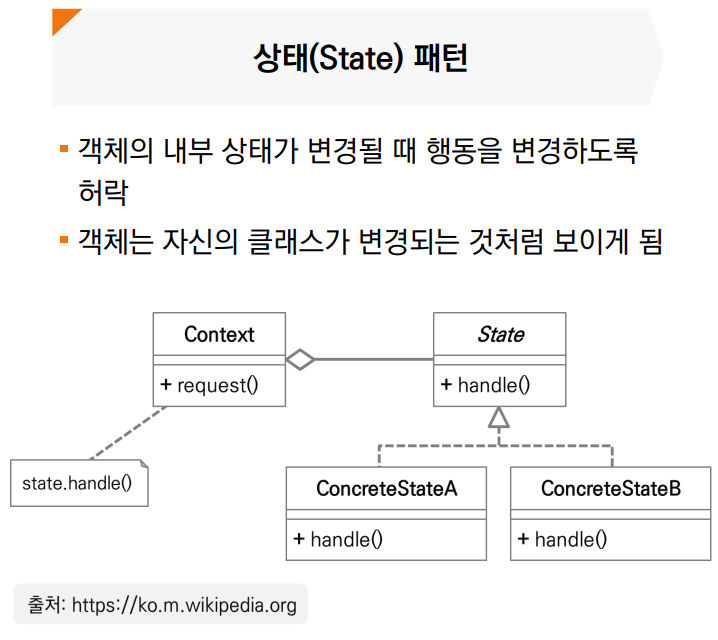 상태(State) 패턴
객체의 내부 상태가 변경될 때 행동을 변경하도록
허락
객체는 자신의 클래스가 변경되는 것처럼 보이게 됨
Context
+ request()
State
+ handle()
state.handle()
ConcreteStateA
+ handle()
ConcreteStateB
+ handle()
출처: https://ko.m.wikipedia.org